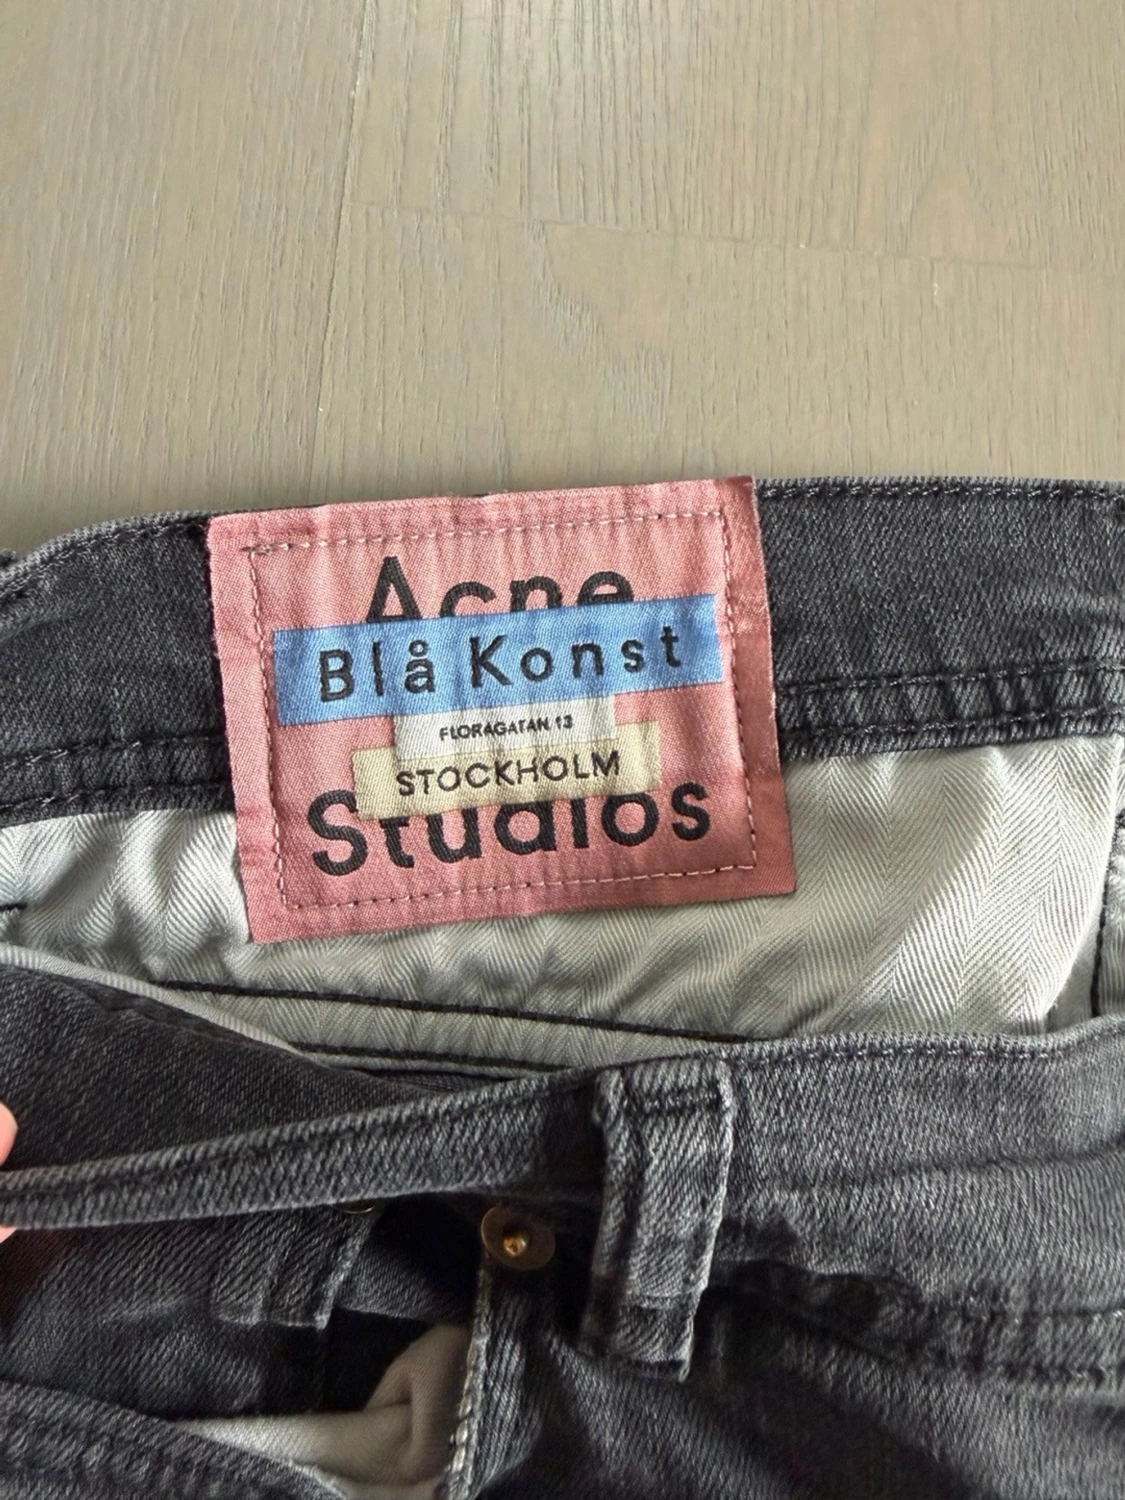 Acne
Blå Konst
FLORAGATAN 13
STOCKHOLM
Studios